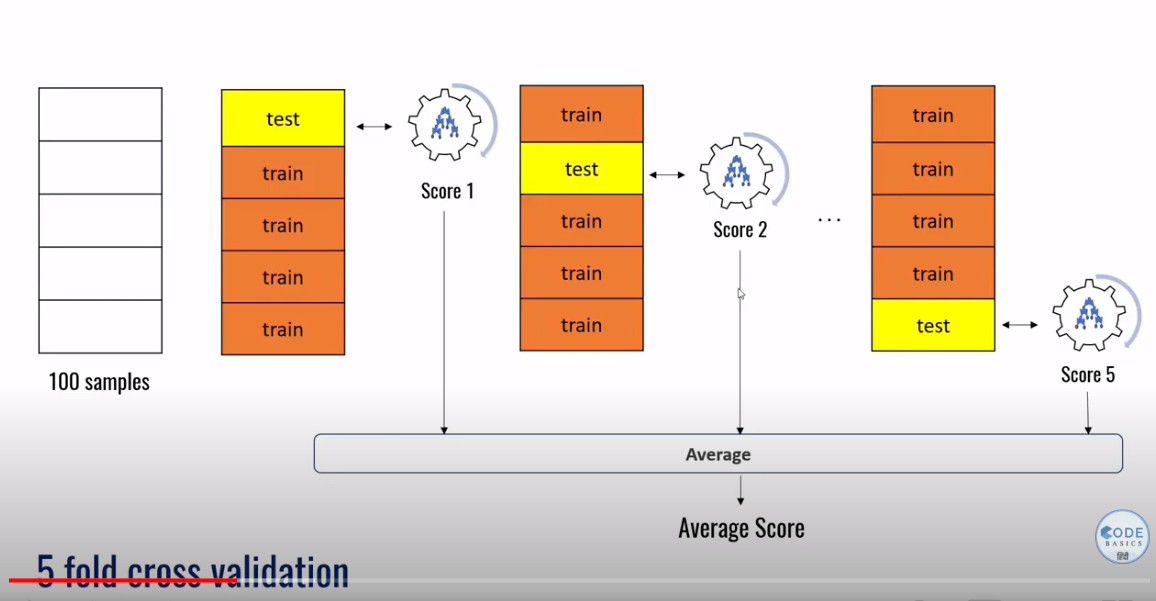 test
train
train
train
train
Score 1
train
test
train
train
train
Score 2
...
train
train
train
train
test
Score 5
100 samples
Average
Average Score
CODE
BASICS
हिंदी
5 fold cross validation